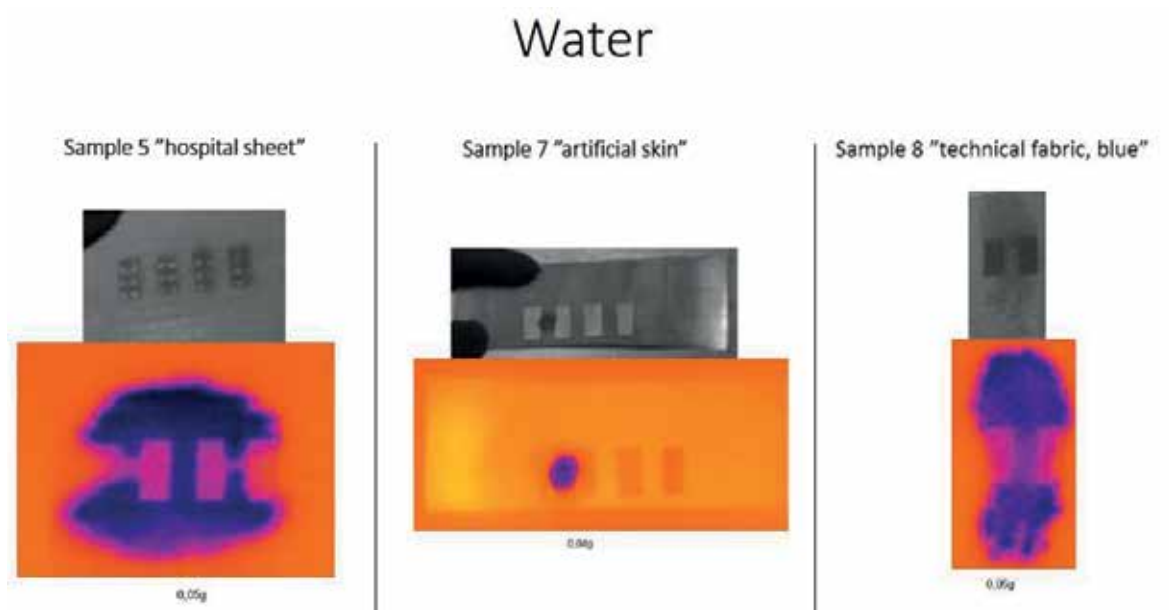 Water
Sample 5 "hospital sheet"
Sample 7 "artificial skin"
Sample 8 "technical fabric, blue"
0,05g
0,04g
0,05g